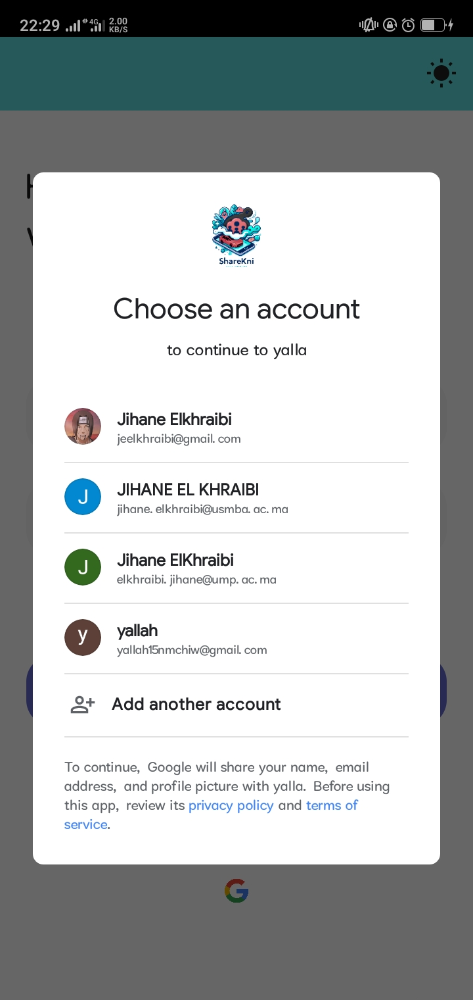 22:29
4G
2.00
KB/S
ShareKni
Choose an account
to continue to yalla
Jihane Elkhraibi
jeelkhraibi@gmail. com
J
JIHANE EL KHRAIBI
jihane. elkhraibi@usmba. ac. ma
J
Jihane ElKhraibi
elkhraibi. jihane@ump. ac. ma
y
yallah
yallah15nmchiw@gmail. com
Add another account
To continue, Google will share your name, email
address, and profile picture with yalla. Before using
this app, review its privacy policy and terms of
service.